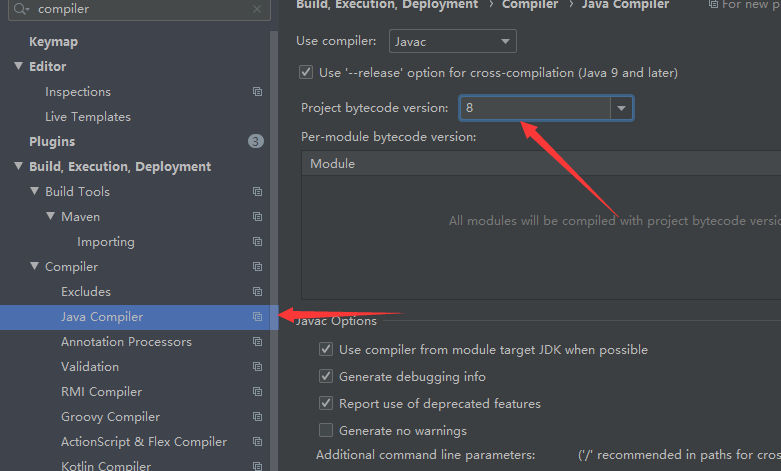 compiler
Keymap
Editor
Inspections
Live Templates
Plugins 3
Build, Execution, Deployment
Build Tools
Maven
Importing
Compiler
Excludes
Java Compiler
Annotation Processors
Validation
RMI Compiler
Groovy Compiler
ActionScript & Flex Compiler
Kotlin Compiler
Build, Execution, Deployment › Compiler › Java Compiler For new p
Use compiler: Javac
Use '--release' option for cross-compilation (Java 9 and later)
Project bytecode version: 8
Per-module bytecode version:
Module
All modules will be compiled with project bytecode versio
Javac Options
Use compiler from module target JDK when possible
Generate debugging info
Report use of deprecated features
Generate no warnings
Additional command line parameters: ('/' recommended in paths for cros